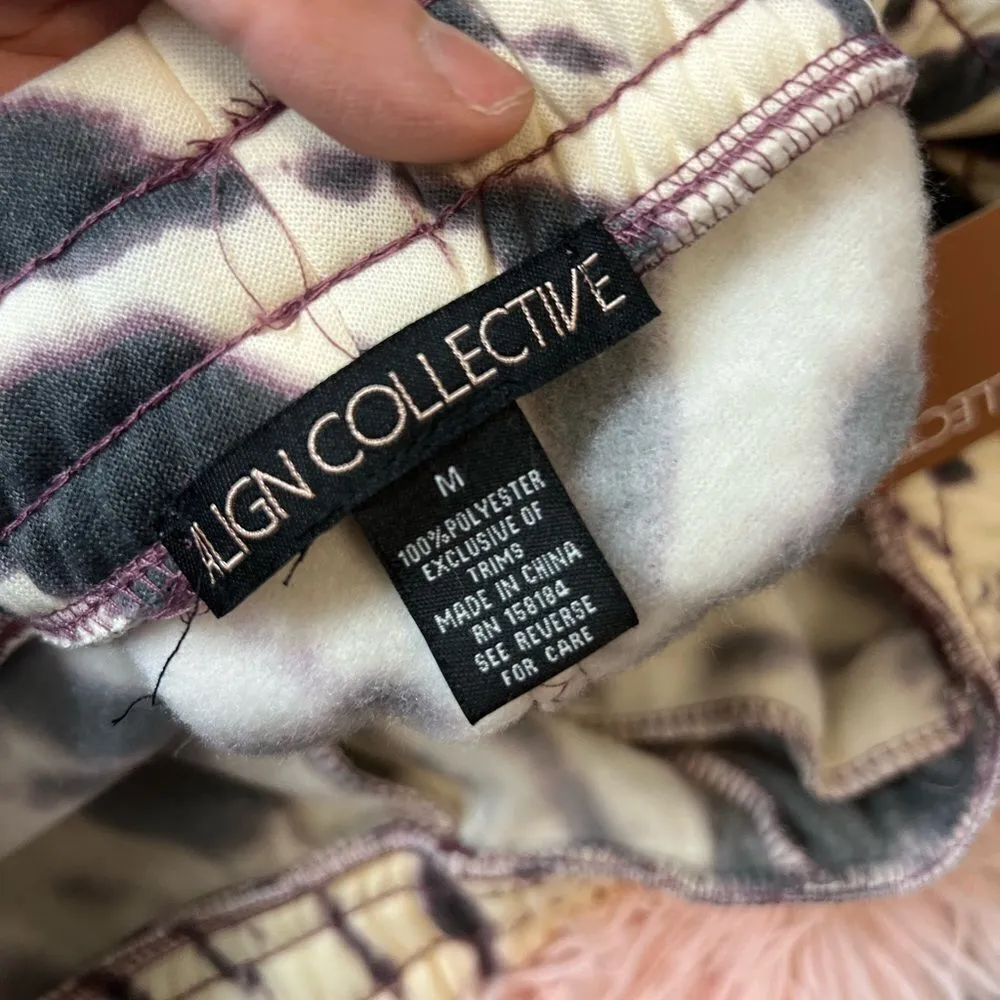 ALIGN COLLECTIVE
M
100%POLYESTER
EXCLUSIVE OF
TRIMS
MADE IN CHINA
RN 158184
SEE REVERSE
FOR CARE